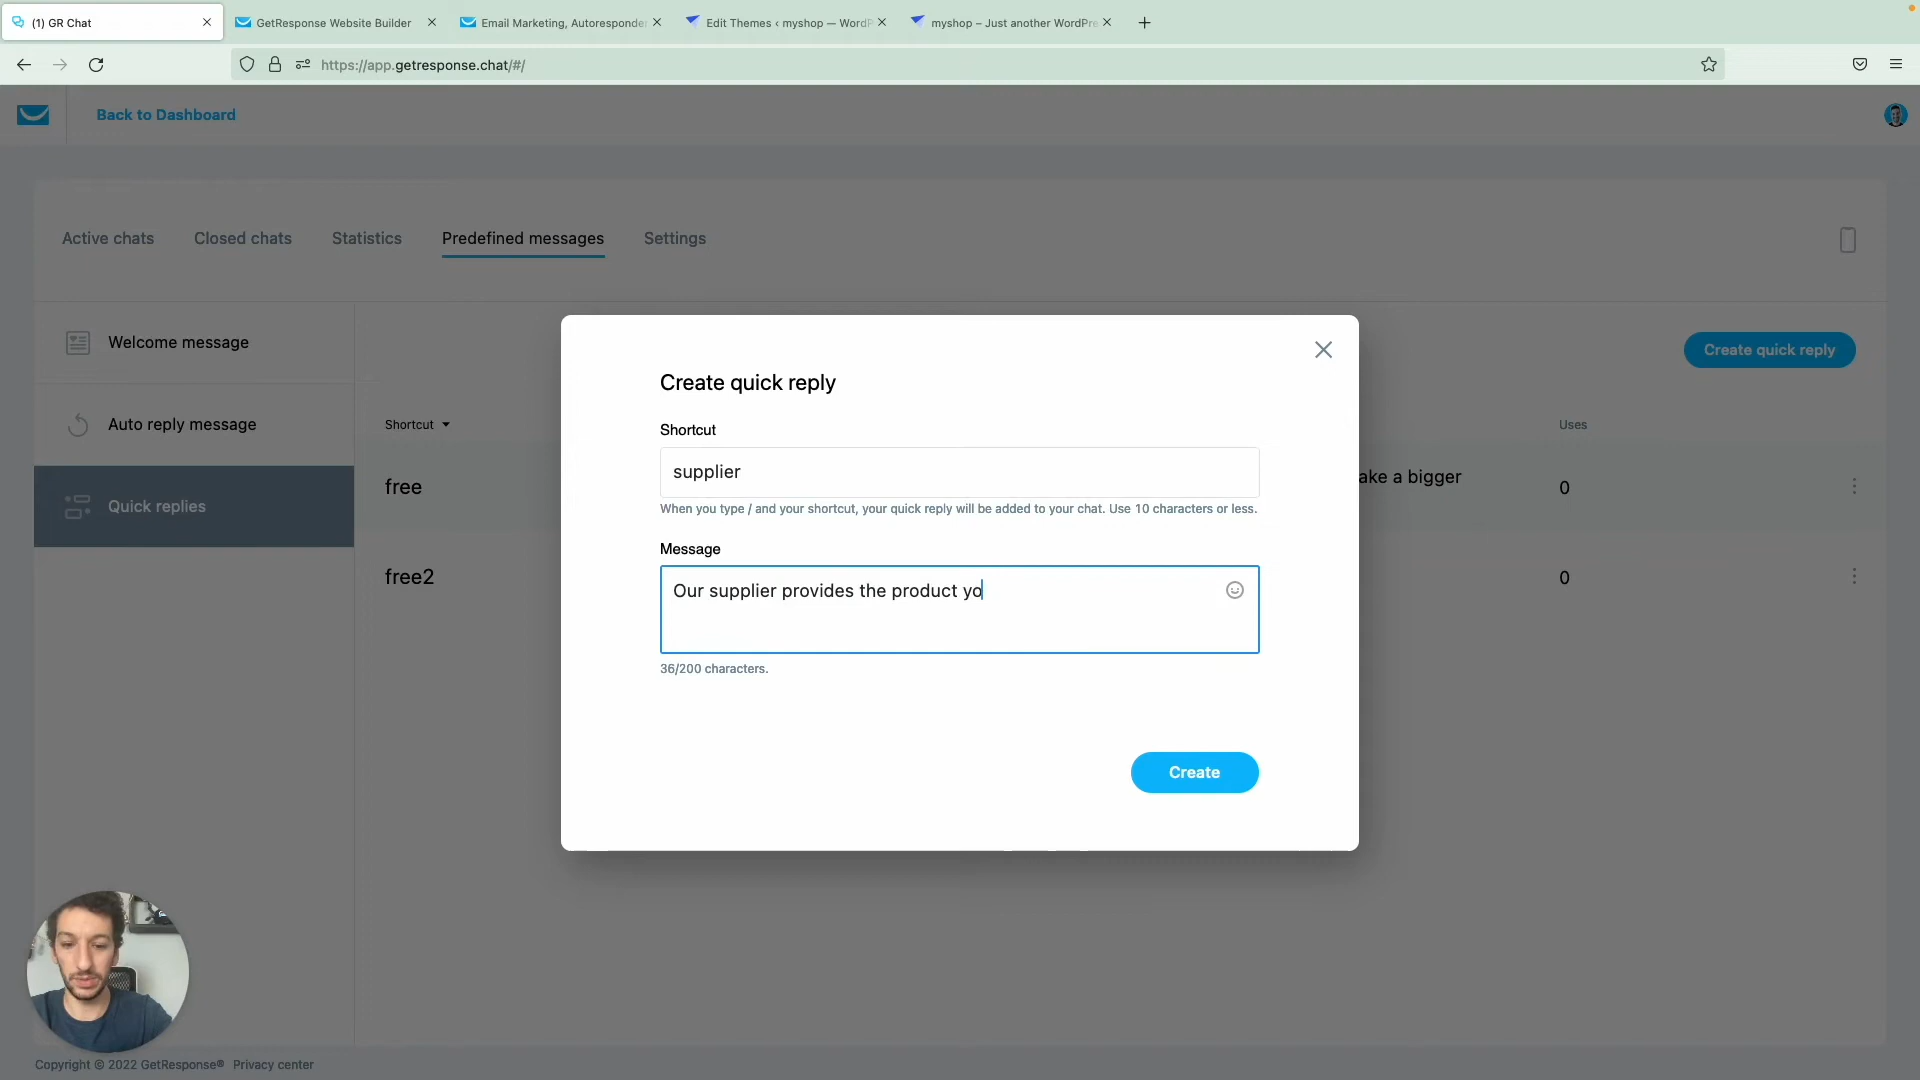 (1) GR Chat
GetResponse Website Builder
Email Marketing, Autoresponde
Edit Themes ‹ myshop — WordP
myshop – Just another WordPre
https://app.getresponse.chat/#/
Back to Dashboard
Active chats
Closed chats
Statistics
Predefined messages
Settings
Welcome message
Auto reply message
Quick replies
Create quick reply
Shortcut
Uses
free
ake a bigger
0
free2
0
Create quick reply
Shortcut
supplier
When you type / and your shortcut, your quick reply will be added to your chat. Use 10 characters or less.
Message
Our supplier provides the product yo
36/200 characters.
Create
Copyright © 2022 GetResponse® Privacy center